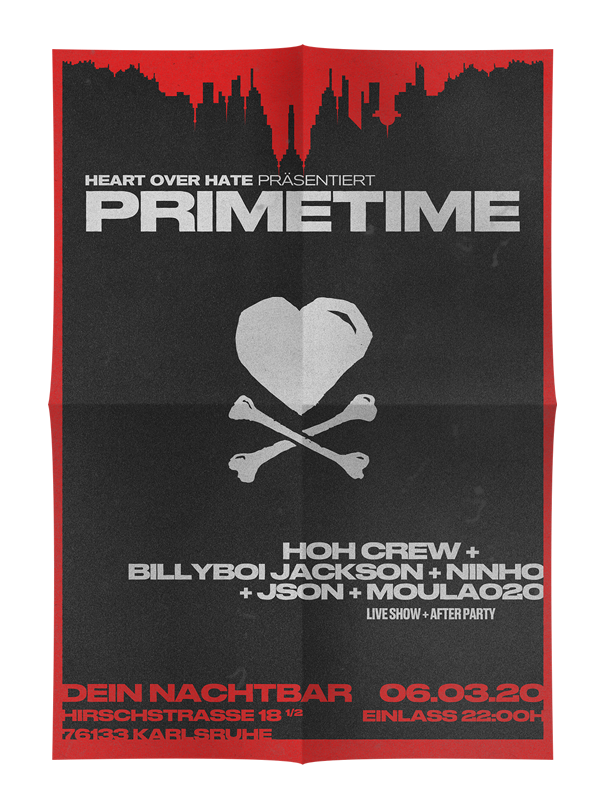 HEART OVER HATE PRÄSENTIERT
PRIMETIME
HOH CREW +
BILLYBOI JACKSON + NINHO
+ JSON + MOULA020
LIVE SHOW + AFTER PARTY
DEIN NACHTBAR 06.03.20
HIRSCHSTRASSE 18 1/2 EINLASS 22:00H
76133 KARLSRUHE